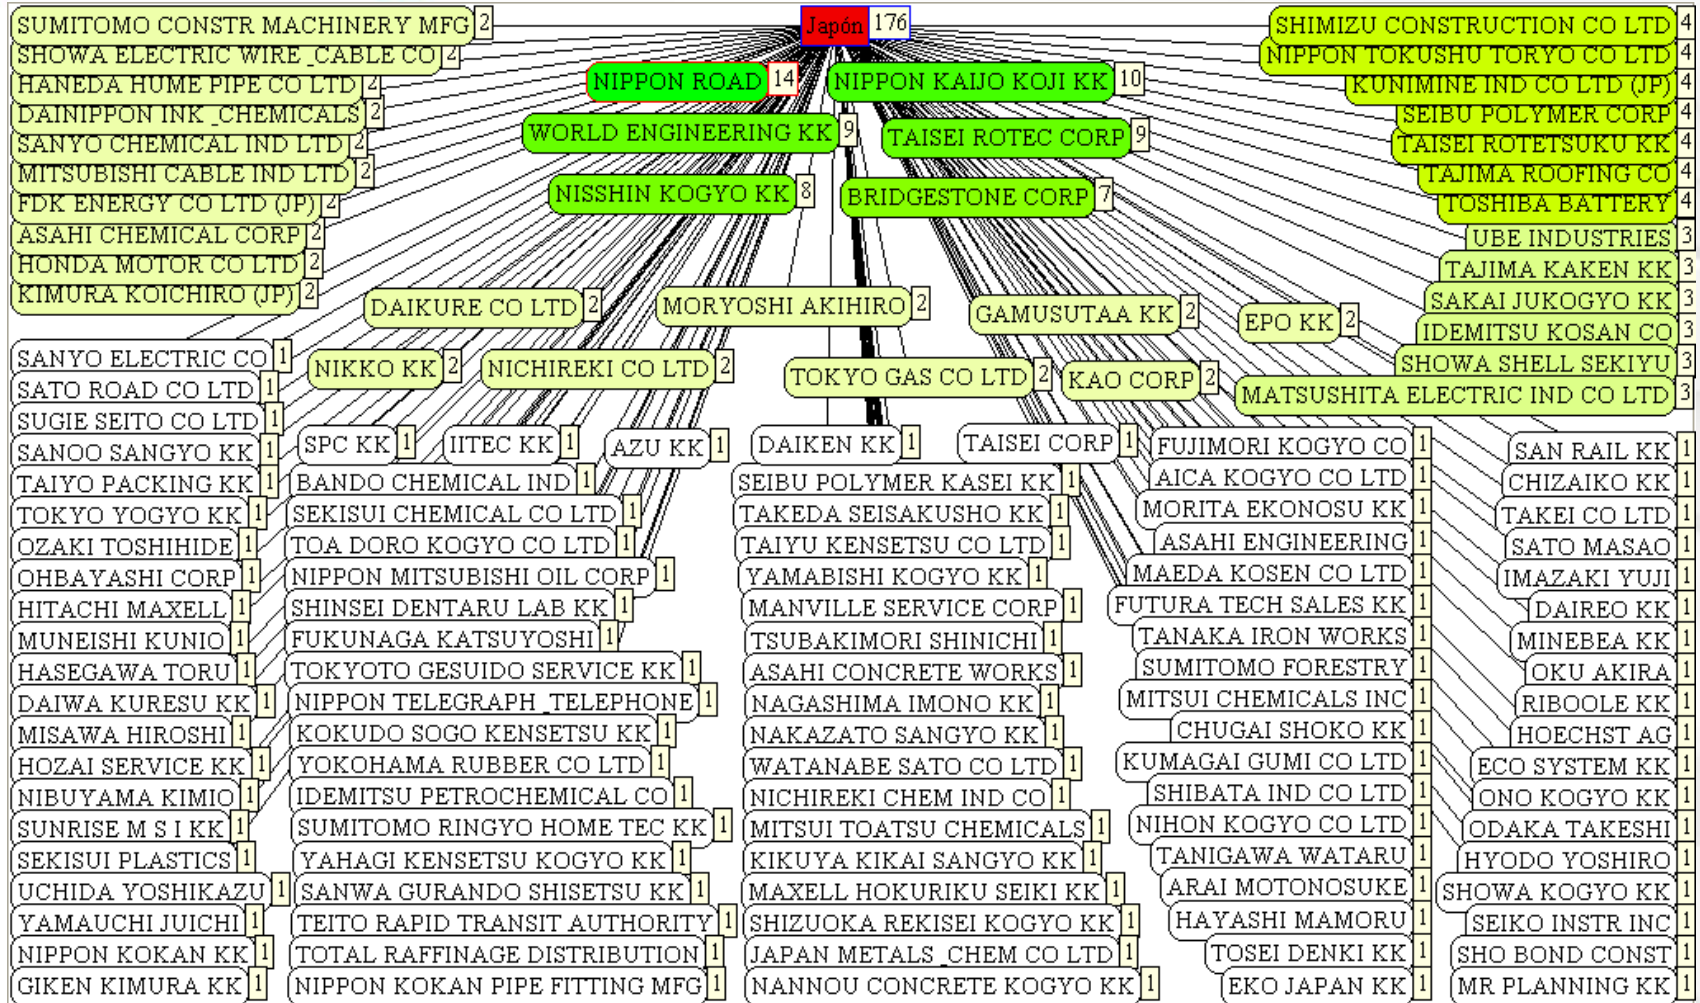 Japón 176
SUMITOMO CONSTR MACHINERY MFG 2
SHOWA ELECTRIC WIRE_CABLE CO 2
HANEDA HUME PIPE CO LTD 2
DAINIPPON INK_CHEMICALS 2
SANYO CHEMICAL IND LTD 2
MITSUBISHI CABLE IND LTD 2
FDK ENERGY CO LTD (JP) 2
ASAHI CHEMICAL CORP 2
HONDA MOTOR CO LTD 2
KIMURA KOICHIRO (JP) 2
NIPPON ROAD 14
NIPPON KAIJO KOJI KK 10
WORLD ENGINEERING KK 9
TAISEI ROTEC CORP 9
NISSHIN KOGYO KK 8
BRIDGESTONE CORP 7
SHIMIZU CONSTRUCTION CO LTD 4
NIPPON TOKUSHU TORYO CO LTD 4
KUNIMINE IND CO LTD (JP) 4
SEIBU POLYMER CORP 4
TAISEI ROTETSUKU KK 4
TAJIMA ROOFING CO 4
TOSHIBA BATTERY 4
UBE INDUSTRIES 3
TAJIMA KAKEN KK 3
SAKAI JUKOGYO KK 3
IDEMITSU KOSAN CO 3
SHOWA SHELL SEKIYU 3
MATSUSHITA ELECTRIC IND CO LTD 3
DAIKURE CO LTD 2
MORYOSHI AKIHIRO 2
GAMUSUTAA KK 2
EPO KK 2
NIKKO KK 2
NICHIREKI CO LTD 2
TOKYO GAS CO LTD 2
KAO CORP 2
SANYO ELECTRIC CO 1
SATO ROAD CO LTD 1
SUGIE SEITO CO LTD 1
SANOO SANGYO KK 1
TAIYO PACKING KK 1
TOKYO YOGYO KK 1
OZAKI TOSHIHIDE 1
OHBAYASHI CORP 1
HITACHI MAXELL 1
MUNEISHI KUNIO 1
HASEGAWA TORU 1
DAIWA KURESU KK 1
MISAWA HIROSHI 1
HOZAI SERVICE KK 1
NIBUYAMA KIMIO 1
SUNRISE M S I KK 1
SEKISUI PLASTICS 1
UCHIDA YOSHIKAZU 1
YAMAUCHI JUICHI 1
NIPPON KOKAN KK 1
GIKEN KIMURA KK 1
SPC KK 1
IITEC KK 1
AZU KK 1
BANDO CHEMICAL IND 1
SEKISUI CHEMICAL CO LTD 1
TOA DORO KOGYO CO LTD 1
NIPPON MITSUBISHI OIL CORP 1
SHINSEI DENTARU LAB KK 1
FUKUNAGA KATSUYOSHI 1
TOKYOTO GESUIDO SERVICE KK 1
NIPPON TELEGRAPH_TELEPHONE 1
KOKUDO SOGO KENSETSU KK 1
YOKOHAMA RUBBER CO LTD 1
IDEMITSU PETROCHEMICAL CO 1
SUMITOMO RINGYO HOME TEC KK 1
YAHAGI KENSETSU KOGYO KK 1
SANWA GURANDO SHISETSU KK 1
TEITO RAPID TRANSIT AUTHORITY 1
TOTAL RAFFINAGE DISTRIBUTION 1
NIPPON KOKAN PIPE FITTING MFG 1
DAIKEN KK 1
TAISEI CORP 1
SEIBU POLYMER KASEI KK 1
TAKEDA SEISAKUSHO KK 1
TAIYU KENSETSU CO LTD 1
YAMABISHI KOGYO KK 1
MANVILLE SERVICE CORP 1
TSUBAKIMORI SHINICHI 1
ASAHI CONCRETE WORKS 1
NAGASHIMA IMONO KK 1
NAKAZATO SANGYO KK 1
WATANABE SATO CO LTD 1
NICHIREKI CHEM IND CO 1
MITSUI TOATSU CHEMICALS 1
KIKUYA KIKAI SANGYO KK 1
MAXELL HOKURIKU SEIKI KK 1
SHIZUOKA REKISEI KOGYO KK 1
JAPAN METALS_CHEM CO LTD 1
NANNOU CONCRETE KOGYO KK 1
FUJIMORI KOGYO CO 1
AICA KOGYO CO LTD 1
MORITA EKONOSU KK 1
ASAHI ENGINEERING 1
MAEDA KOSEN CO LTD 1
FUTURA TECH SALES KK 1
TANAKA IRON WORKS 1
SUMITOMO FORESTRY 1
MITSUI CHEMICALS INC 1
CHUGAI SHOKO KK 1
KUMAGAI GUMI CO LTD 1
SHIBATA IND CO LTD 1
NIHON KOGYO CO LTD 1
TANIGAWA WATARU 1
ARAI MOTONOSUKE 1
HAYASHI MAMORU 1
TOSEI DENKI KK 1
EKO JAPAN KK 1
SAN RAIL KK 1
CHIZAIKO KK 1
TAKEI CO LTD 1
SATO MASAO 1
IMAZAKI YUJI 1
DAIREO KK 1
MINEBEA KK 1
OKU AKIRA 1
RIBOOLE KK 1
HOECHST AG 1
ECO SYSTEM KK 1
ONO KOGYO KK 1
ODAKA TAKESHI 1
HYODO YOSHIRO 1
SHOWA KOGYO KK 1
SEIKO INSTR INC 1
SHO BOND CONST 1
MR PLANNING KK 1